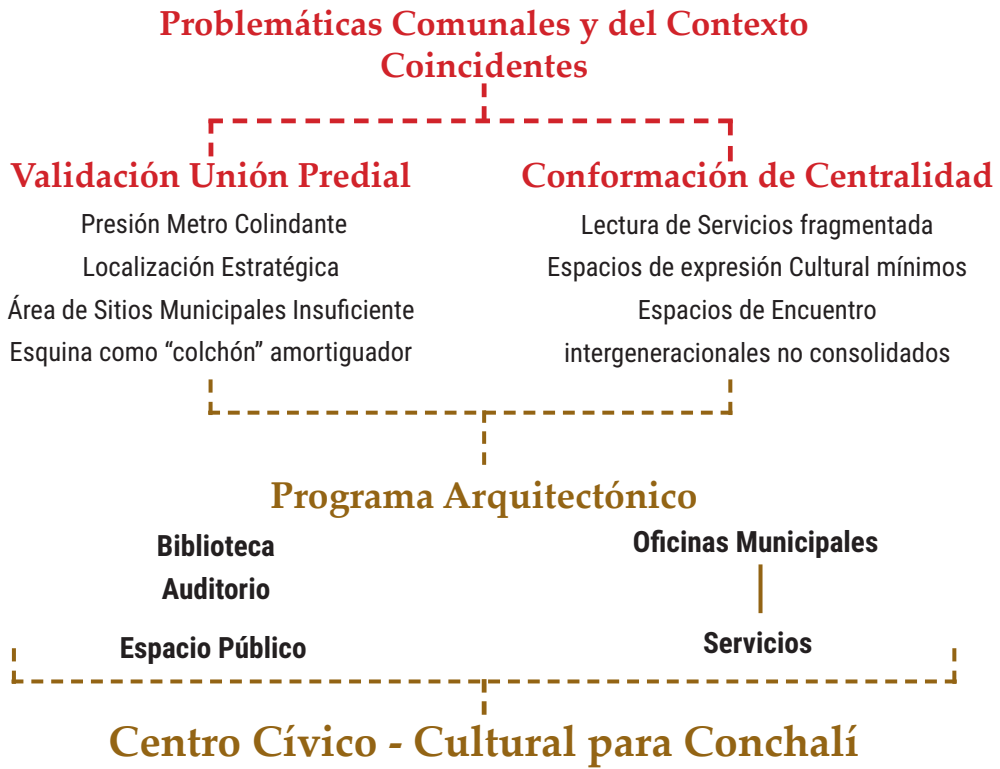 Problemáticas Comunales y del Contexto
Coincidentes
Validación Unión Predial
Presión Metro Colindante
Localización Estratégica
Área de Sitios Municipales Insuficiente
Esquina como “colchón” amortiguador
Conformación de Centralidad
Lectura de Servicios fragmentada
Espacios de expresión Cultural mínimos
Espacios de Encuentro
intergeneracionales no consolidados
Programa Arquitectónico
Biblioteca
Auditorio
Espacio Público
Oficinas Municipales
Servicios
Centro Cívico - Cultural para Conchalí